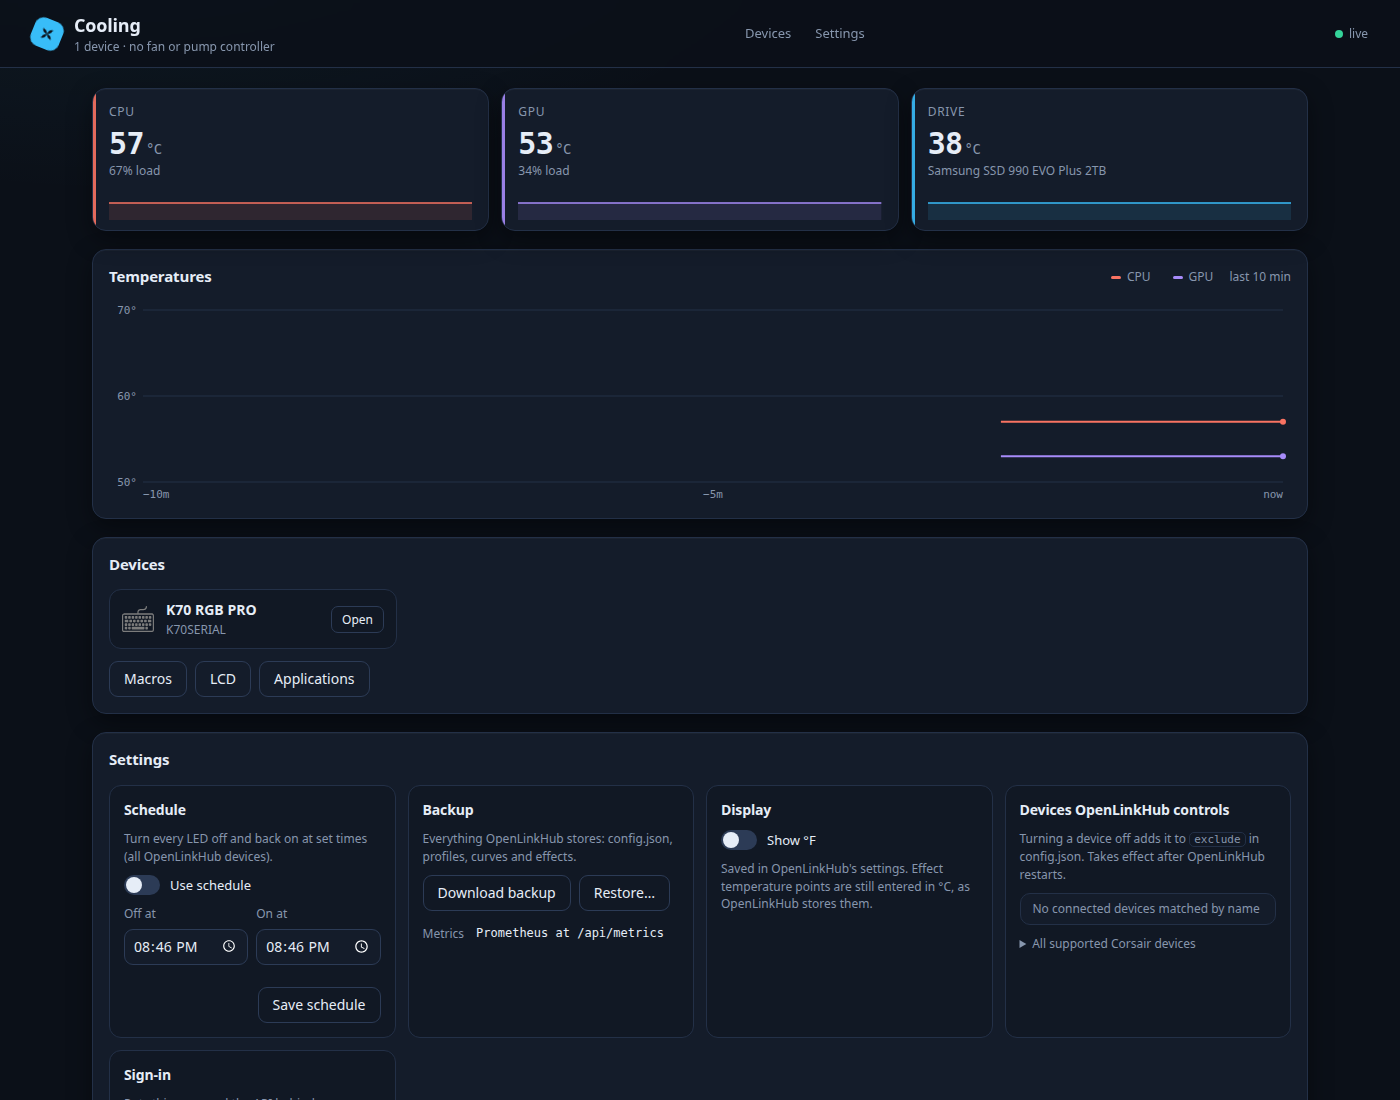 Cooling
1 device · no fan or pump controller
Devices
Settings
live
CPU
57 °C
67% load
GPU
53 °C
34% load
DRIVE
38 °C
Samsung SSD 990 EVO Plus 2TB
Temperatures
CPU
GPU
last 10 min
70°
60°
50°
−10m
−5m
now
Devices
K70 RGB PRO
K70SERIAL
Open
Macros
LCD
Applications
Settings
Schedule
Turn every LED off and back on at set times
(all OpenLinkHub devices).
Use schedule
Off at
On at
08:46 PM
08:46 PM
Save schedule
Backup
Everything OpenLinkHub stores: config.json,
profiles, curves and effects.
Download backup
Restore...
Metrics
Prometheus at /api/metrics
Display
Show °F
Saved in OpenLinkHub's settings. Effect
temperature points are still entered in °C, as
OpenLinkHub stores them.
Devices OpenLinkHub controls
Turning a device off adds it to exclude in
config.json. Takes effect after OpenLinkHub
restarts.
No connected devices matched by name
All supported Corsair devices
Sign-in